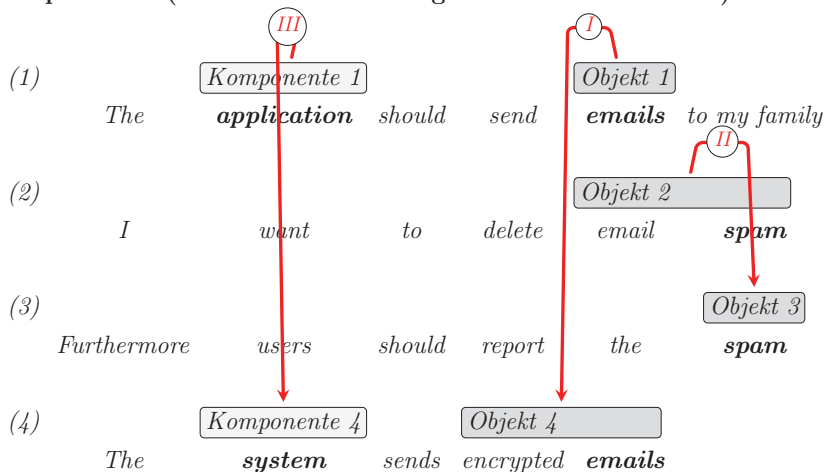 III I
(1) Komponente 1 Objekt 1
The application should send emails to my family
II
(2) Objekt 2
I want to delete email spam
(3) Objekt 3
Furthermore users should report the spam
(4) Komponente 4 Objekt 4
The system sends encrypted emails